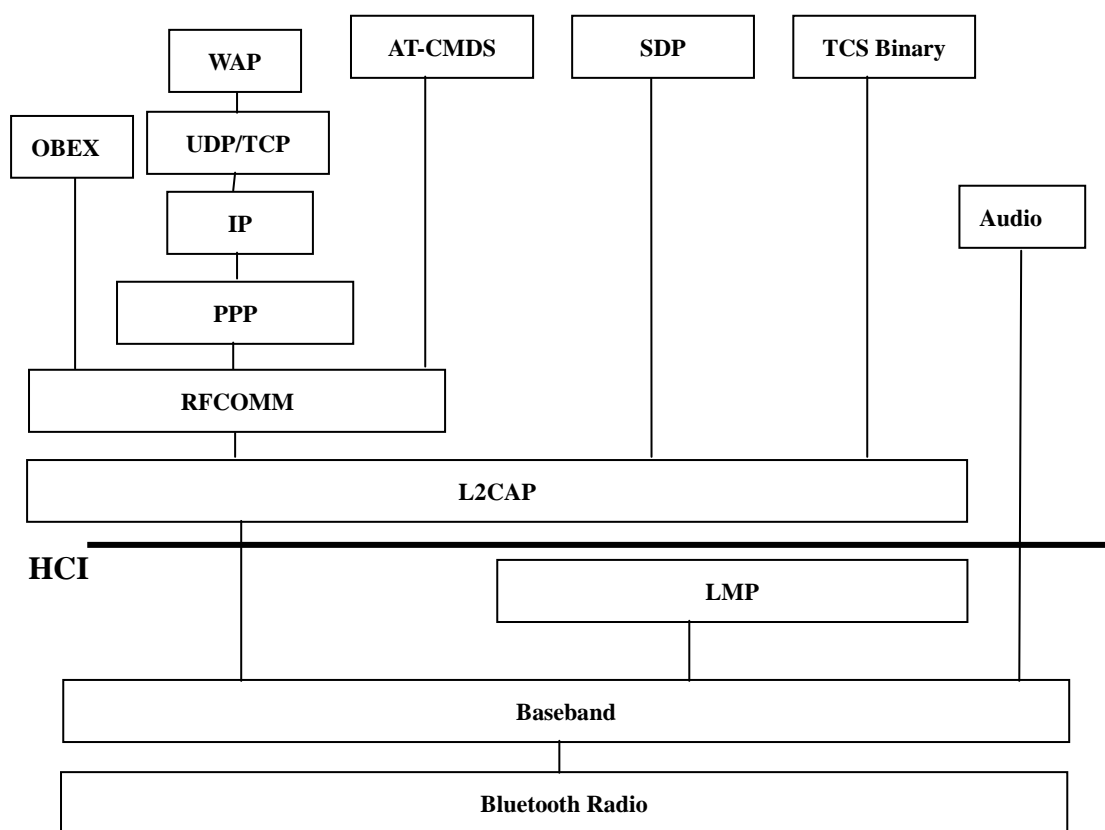 AT-CMDS
SDP
TCS Binary
WAP
OBEX
UDP/TCP
IP
Audio
PPP
RFCOMM
L2CAP
HCI
LMP
Baseband
Bluetooth Radio